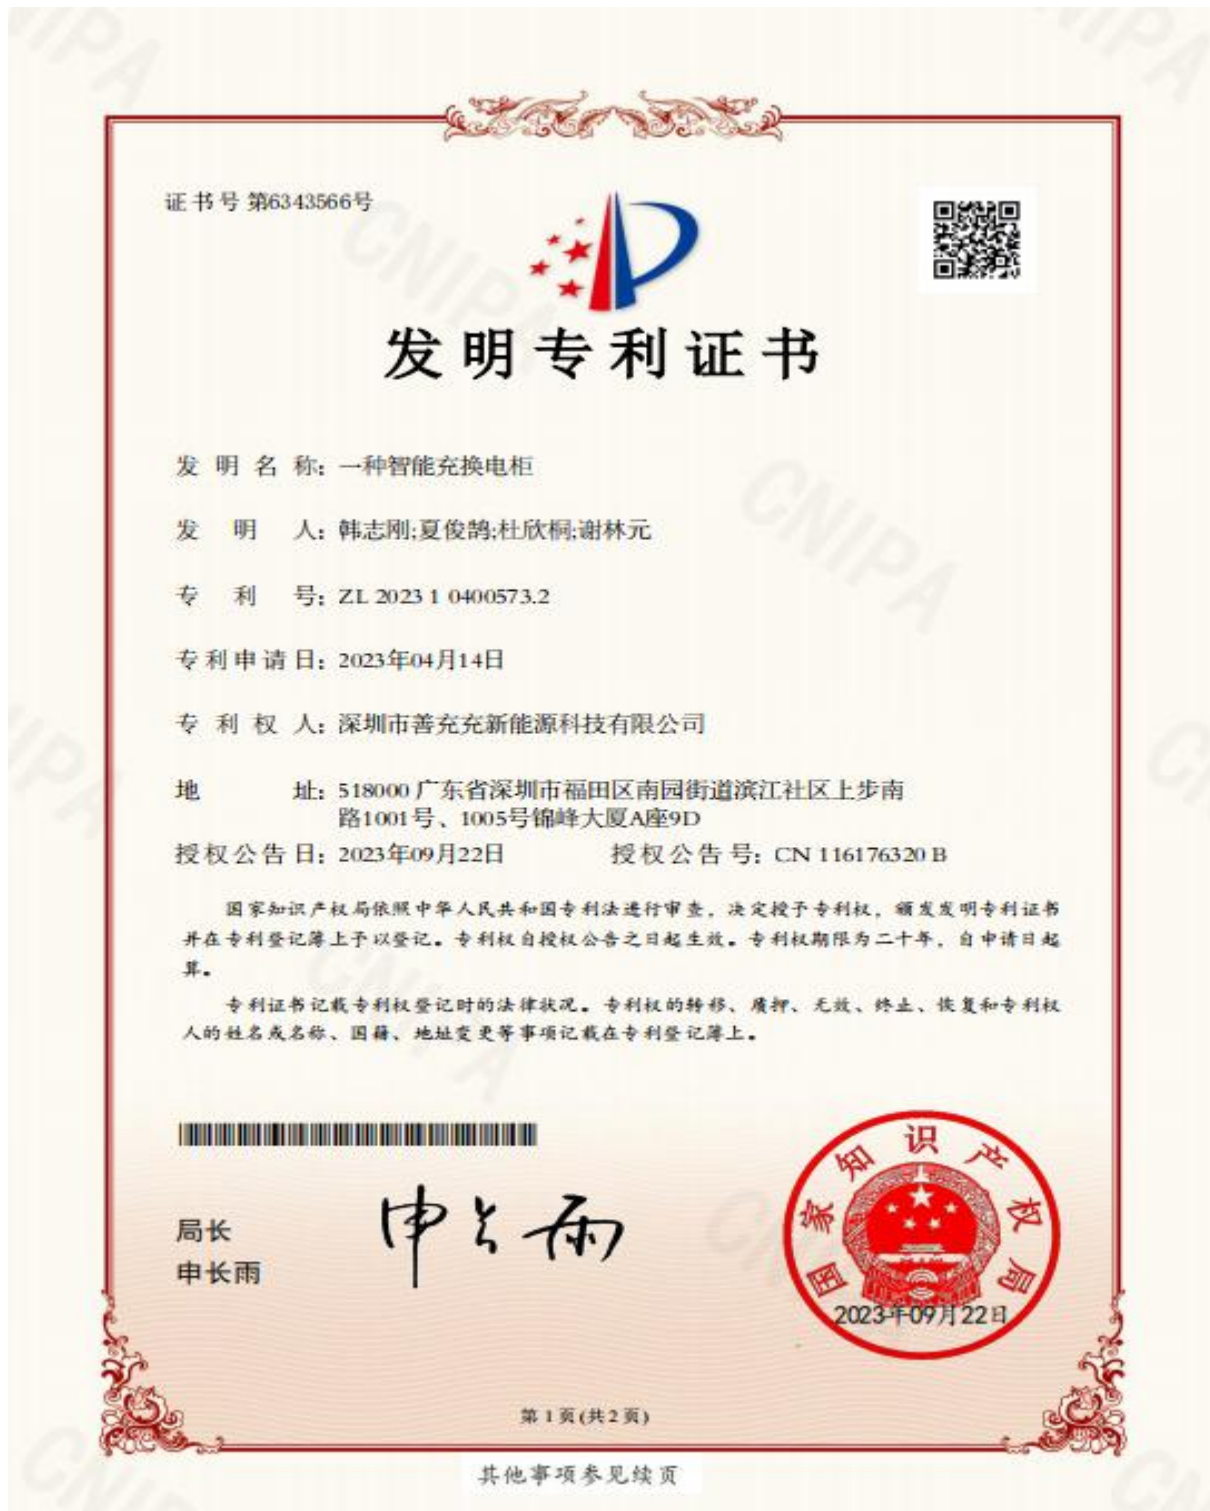 证书号 第6343566号
发明专利证书
发明名称：一种智能充换电柜
发明人：韩志刚;夏俊鹄;杜欣桐;谢林元
专利号：ZL 2023 1 0400573.2
专利申请日：2023年04月14日
专利权人：深圳市善充充新能源科技有限公司
地址：518000 广东省深圳市福田区南园街道滨江社区上步南
路1001号、1005号锦峰大厦A座9D
授权公告日：2023年09月22日 授权公告号：CN 116176320 B
国家知识产权局依照中华人民共和国专利法进行审查，决定授予专利权，颁发发明专利证书
并在专利登记簿上予以登记。专利权自授权公告之日起生效。专利权期限为二十年，自申请日起
算。
专利证书记载专利权登记时的法律状况。专利权的转移、质押、无效、终止、恢复和专利权
人的姓名或名称、国籍、地址变更等事项记载在专利登记簿上。
局长
申长雨
申长雨
国家知识产权局
2023年09月22日
第 1 页 (共 2 页)
其他事项参见续页
CNIPA